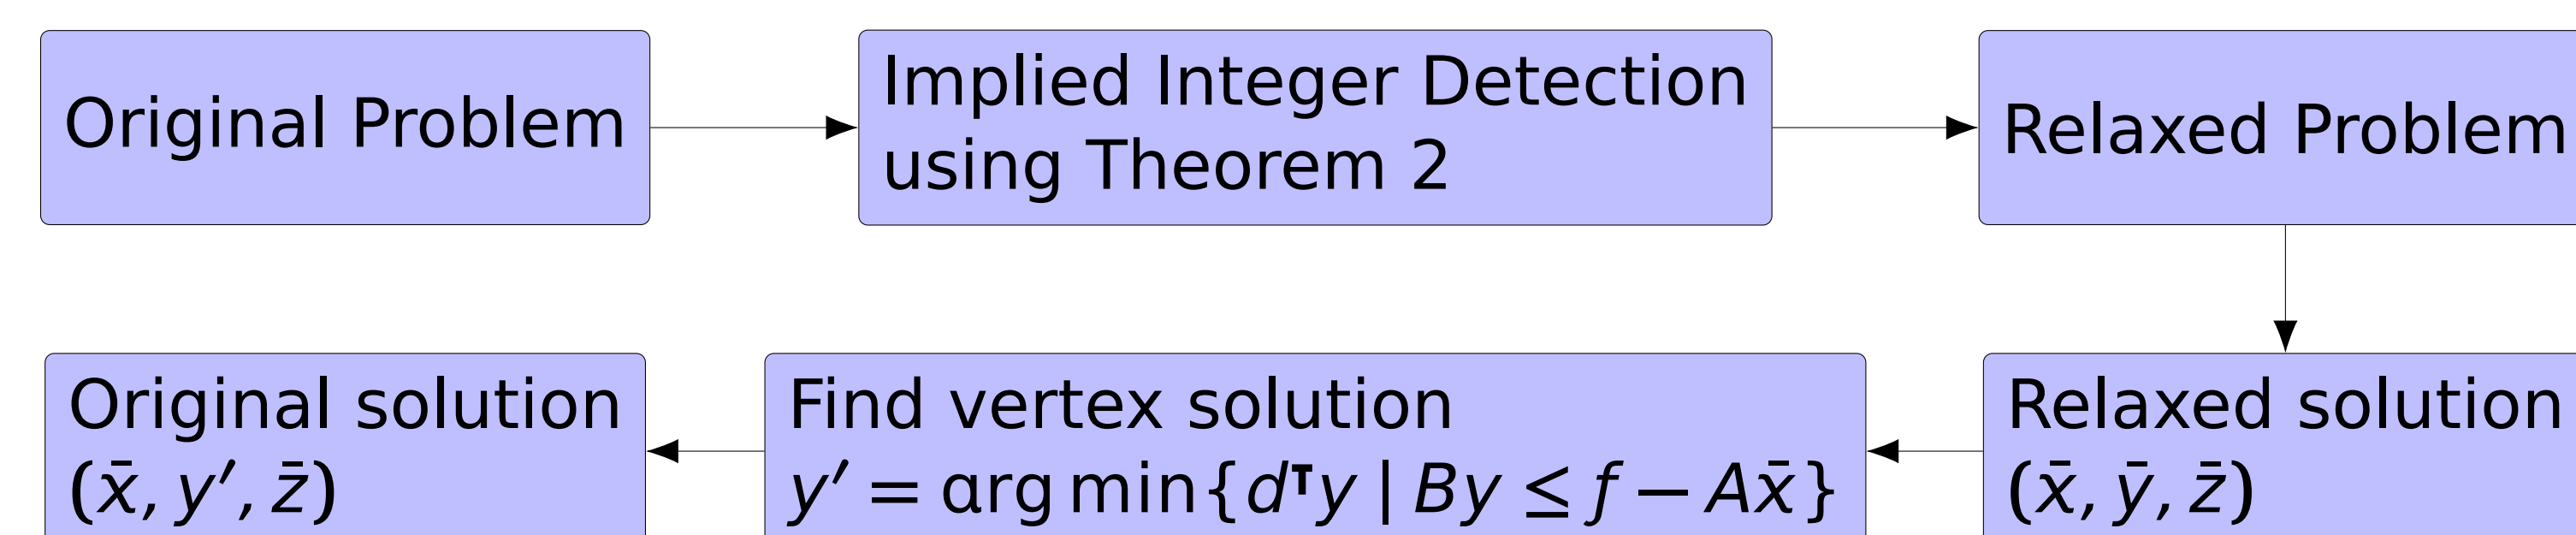 Original Problem
Implied Integer Detection
using Theorem 2
Relaxed Problem
Original solution
(x̄, y′, z̄)
Find vertex solution
y′ = arg min{dᵀy | By ≤ f − Ax̄}
Relaxed solution
(x̄, ȳ, z̄)